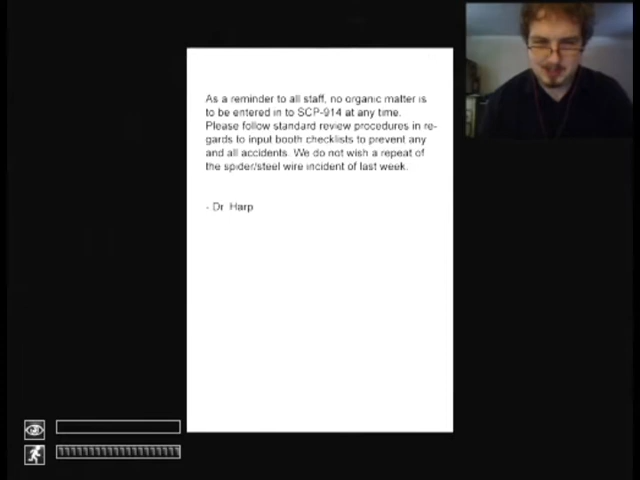 As a reminder to all staff, no organic matter is
to be entered in to SCP-914 at any time.
Please follow standard review procedures in re-
gards to input booth checklists to prevent any
and all accidents. We do not wish a repeat of
the spider/steel wire incident of last week.
- Dr Harp